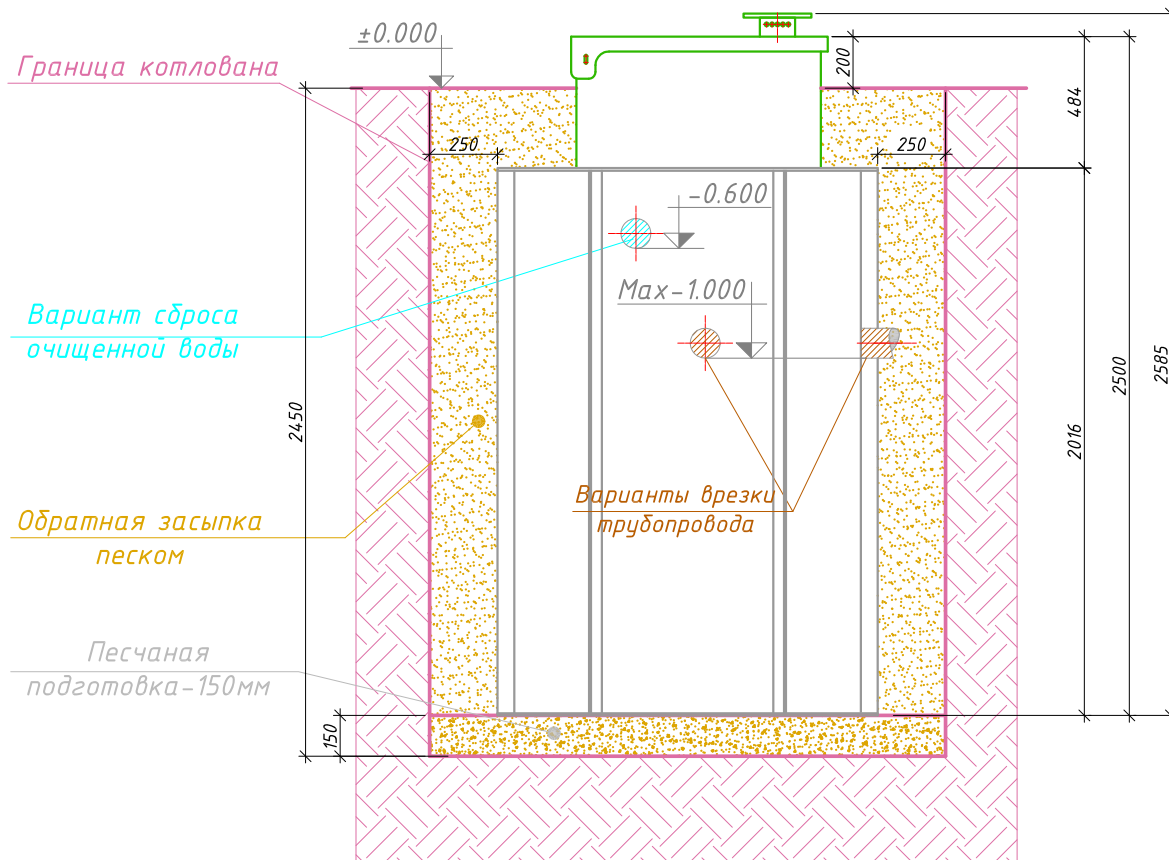 ±0.000
Граница котлована
200
484
250
250
-0.600
Вариант сброса
очищенной воды
Max-1.000
2585
2500
2450
2016
Варианты врезки
трубопровода
Обратная засыпка
песком
Песчаная
подготовка-150мм
150